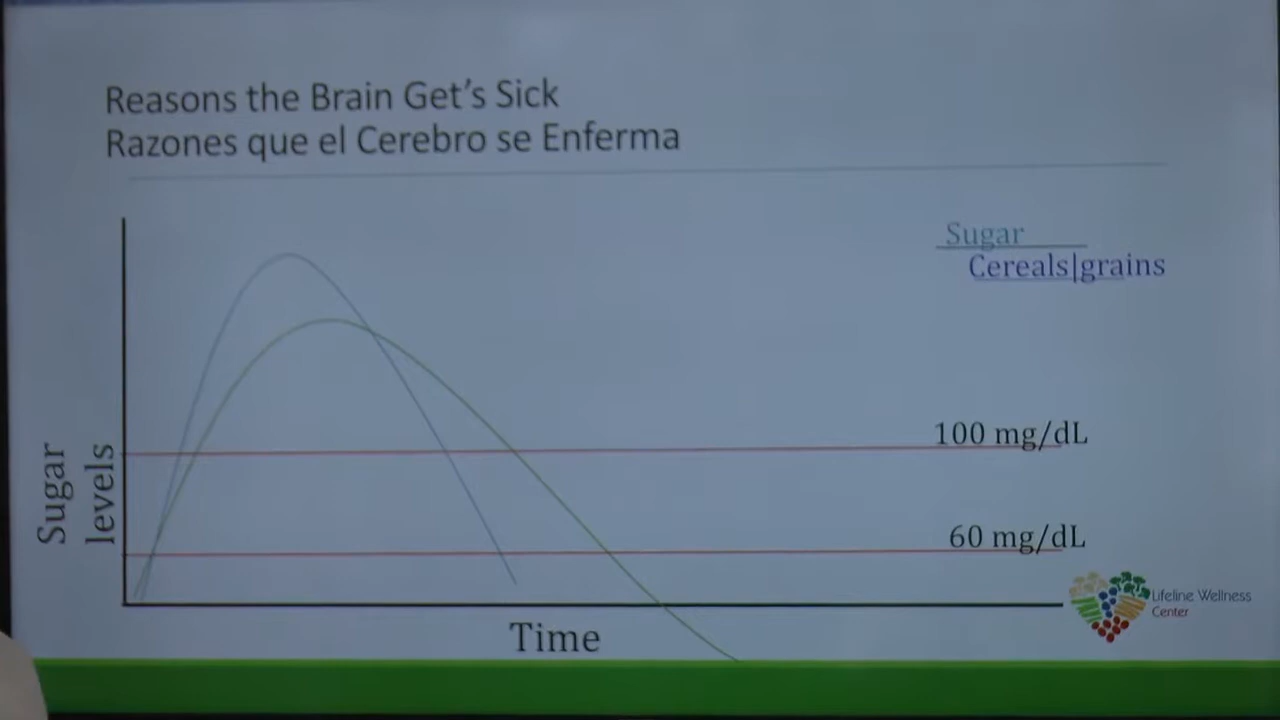 Reasons the Brain Get's Sick
Razones que el Cerebro se Enferma
Sugar
Cereals|grains
100 mg/dL
60 mg/dL
Sugar
levels
Time
Lifeline Wellness
Center